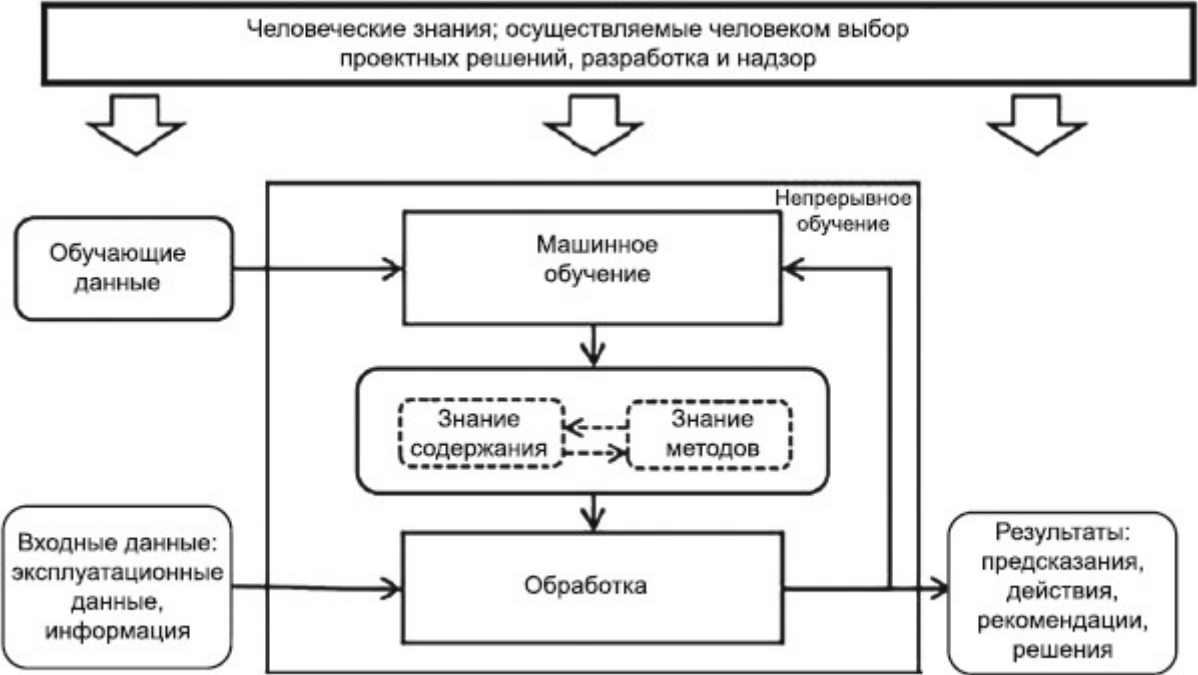 Человеческие знания; осуществляемые человеком выбор
проектных решений, разработка и надзор
Непрерывное
обучение
Обучающие
данные
Машинное
обучение
Знание
содержания
Знание
методов
Входные данные:
эксплуатационные
данные,
информация
Обработка
Результаты:
предсказания,
действия,
рекомендации,
решения